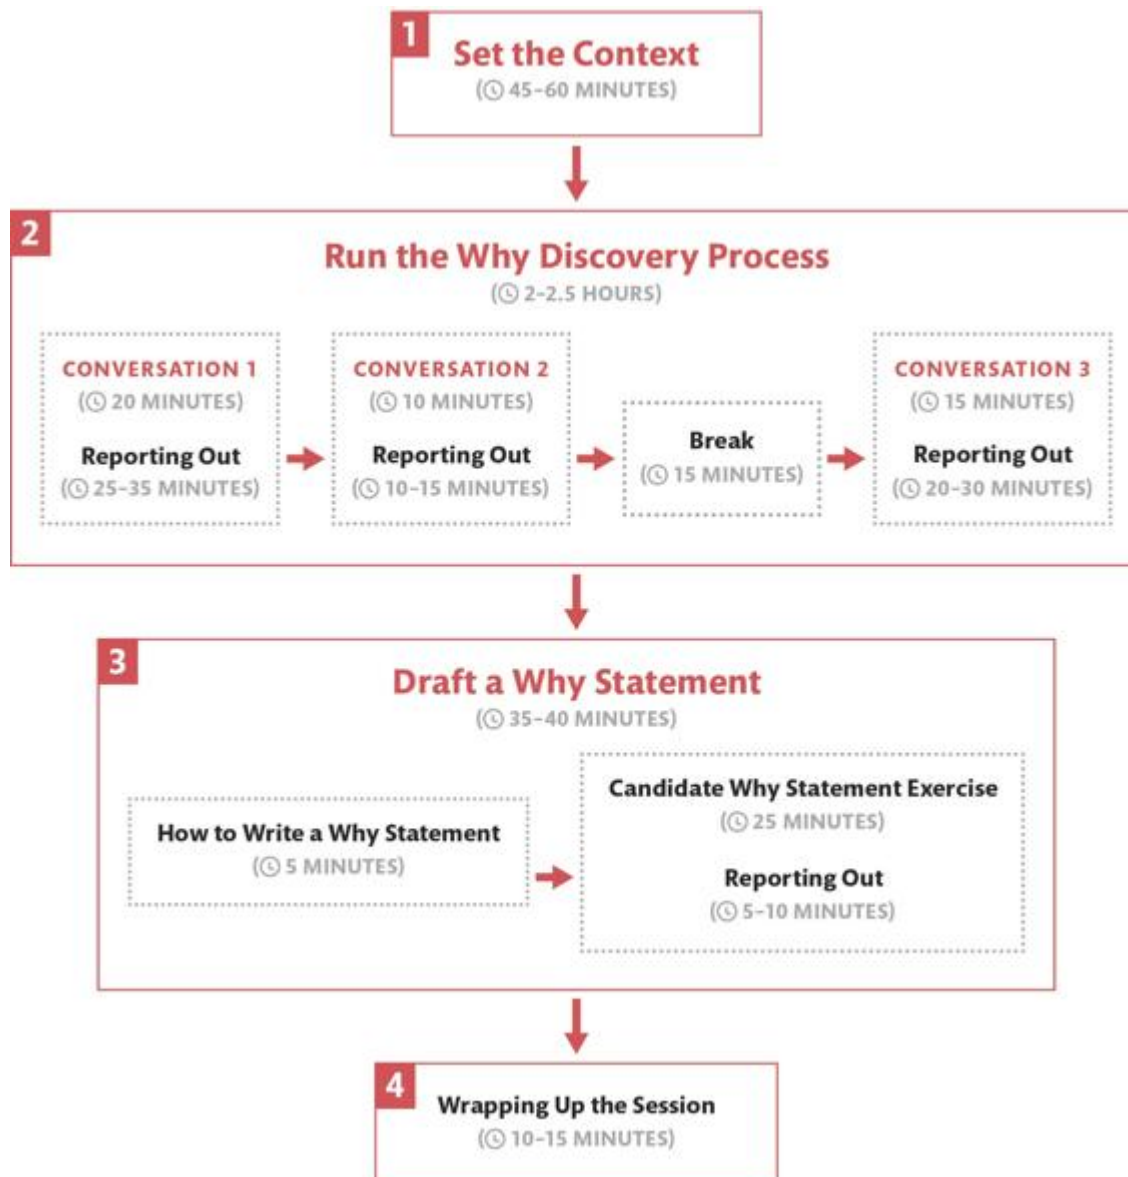 1
Set the Context
(45–60 MINUTES)
2
Run the Why Discovery Process
(2–2.5 HOURS)
CONVERSATION 1
(20 MINUTES)
Reporting Out
(25–35 MINUTES)
CONVERSATION 2
(10 MINUTES)
Reporting Out
(10–15 MINUTES)
Break
(15 MINUTES)
CONVERSATION 3
(15 MINUTES)
Reporting Out
(20–30 MINUTES)
3
Draft a Why Statement
(35–40 MINUTES)
How to Write a Why Statement
(5 MINUTES)
Candidate Why Statement Exercise
(25 MINUTES)
Reporting Out
(5–10 MINUTES)
4
Wrapping Up the Session
(10–15 MINUTES)